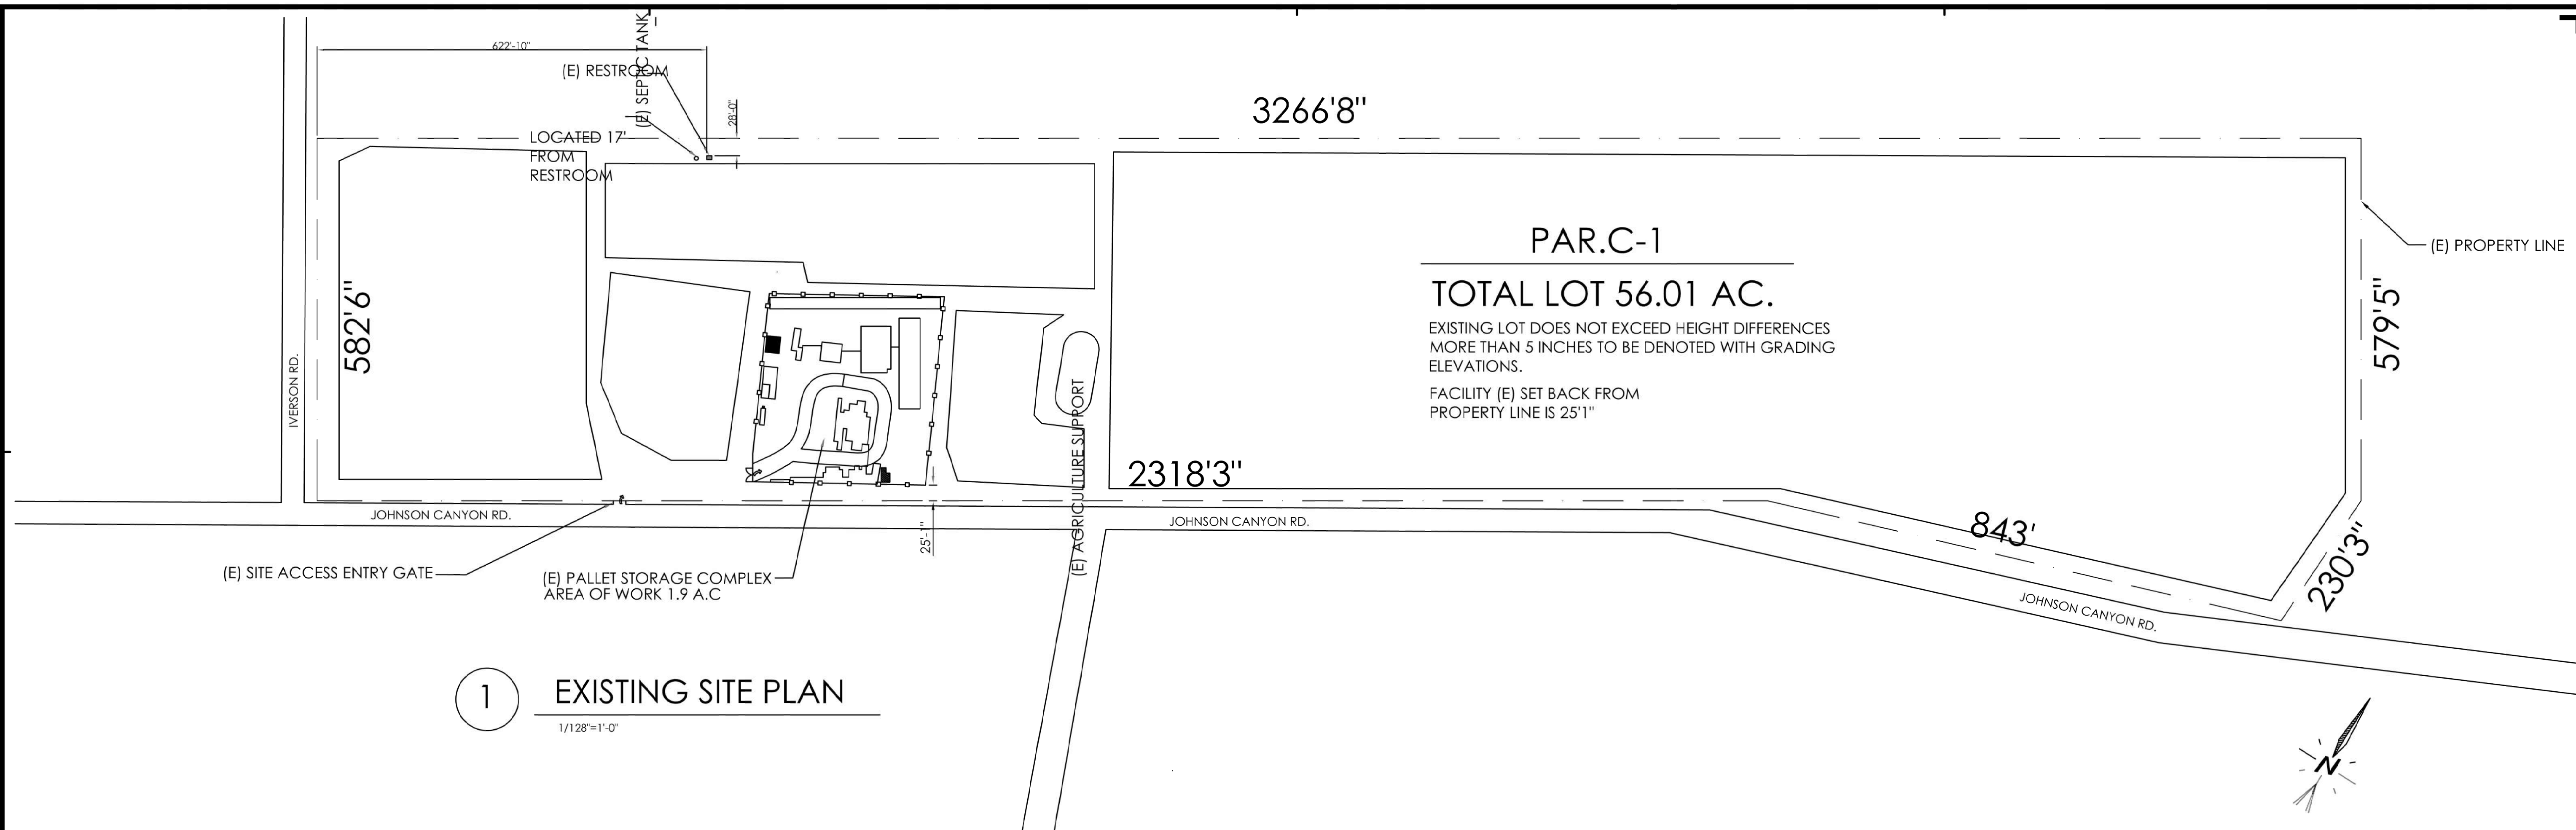 622'-10"
(E) SEPTIC TANK
(E) RESTROOM
28'-0"
3266'8"
LOCATED 17'
FROM
RESTROOM
PAR.C-1
TOTAL LOT 56.01 AC.
EXISTING LOT DOES NOT EXCEED HEIGHT DIFFERENCES
MORE THAN 5 INCHES TO BE DENOTED WITH GRADING
ELEVATIONS.
FACILITY (E) SET BACK FROM
PROPERTY LINE IS 25'1"
(E) PROPERTY LINE
582'6"
579'5"
IVERSON RD.
(E) AGRICULTURE SUPPORT
2318'3"
JOHNSON CANYON RD.
JOHNSON CANYON RD.
25'-1"
843'
230'3"
JOHNSON CANYON RD.
(E) SITE ACCESS ENTRY GATE
(E) PALLET STORAGE COMPLEX
AREA OF WORK 1.9 A.C
1
EXISTING SITE PLAN
1/128"=1'-0"
N